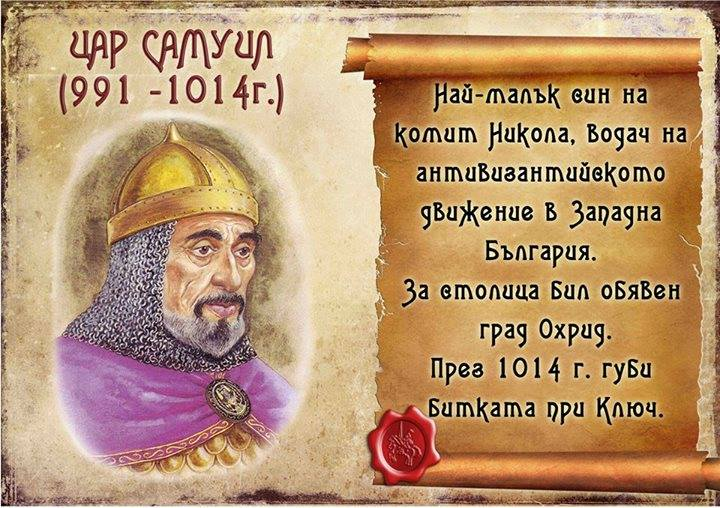 ЦАР САМУИЛ
(991 -1014г.)
Най-малък син на
комит Никола, водач на
антивизантийското
движение в Западна
България.
За столица бил обявен
град Охрид.
През 1014 г. губи
битката при Ключ.